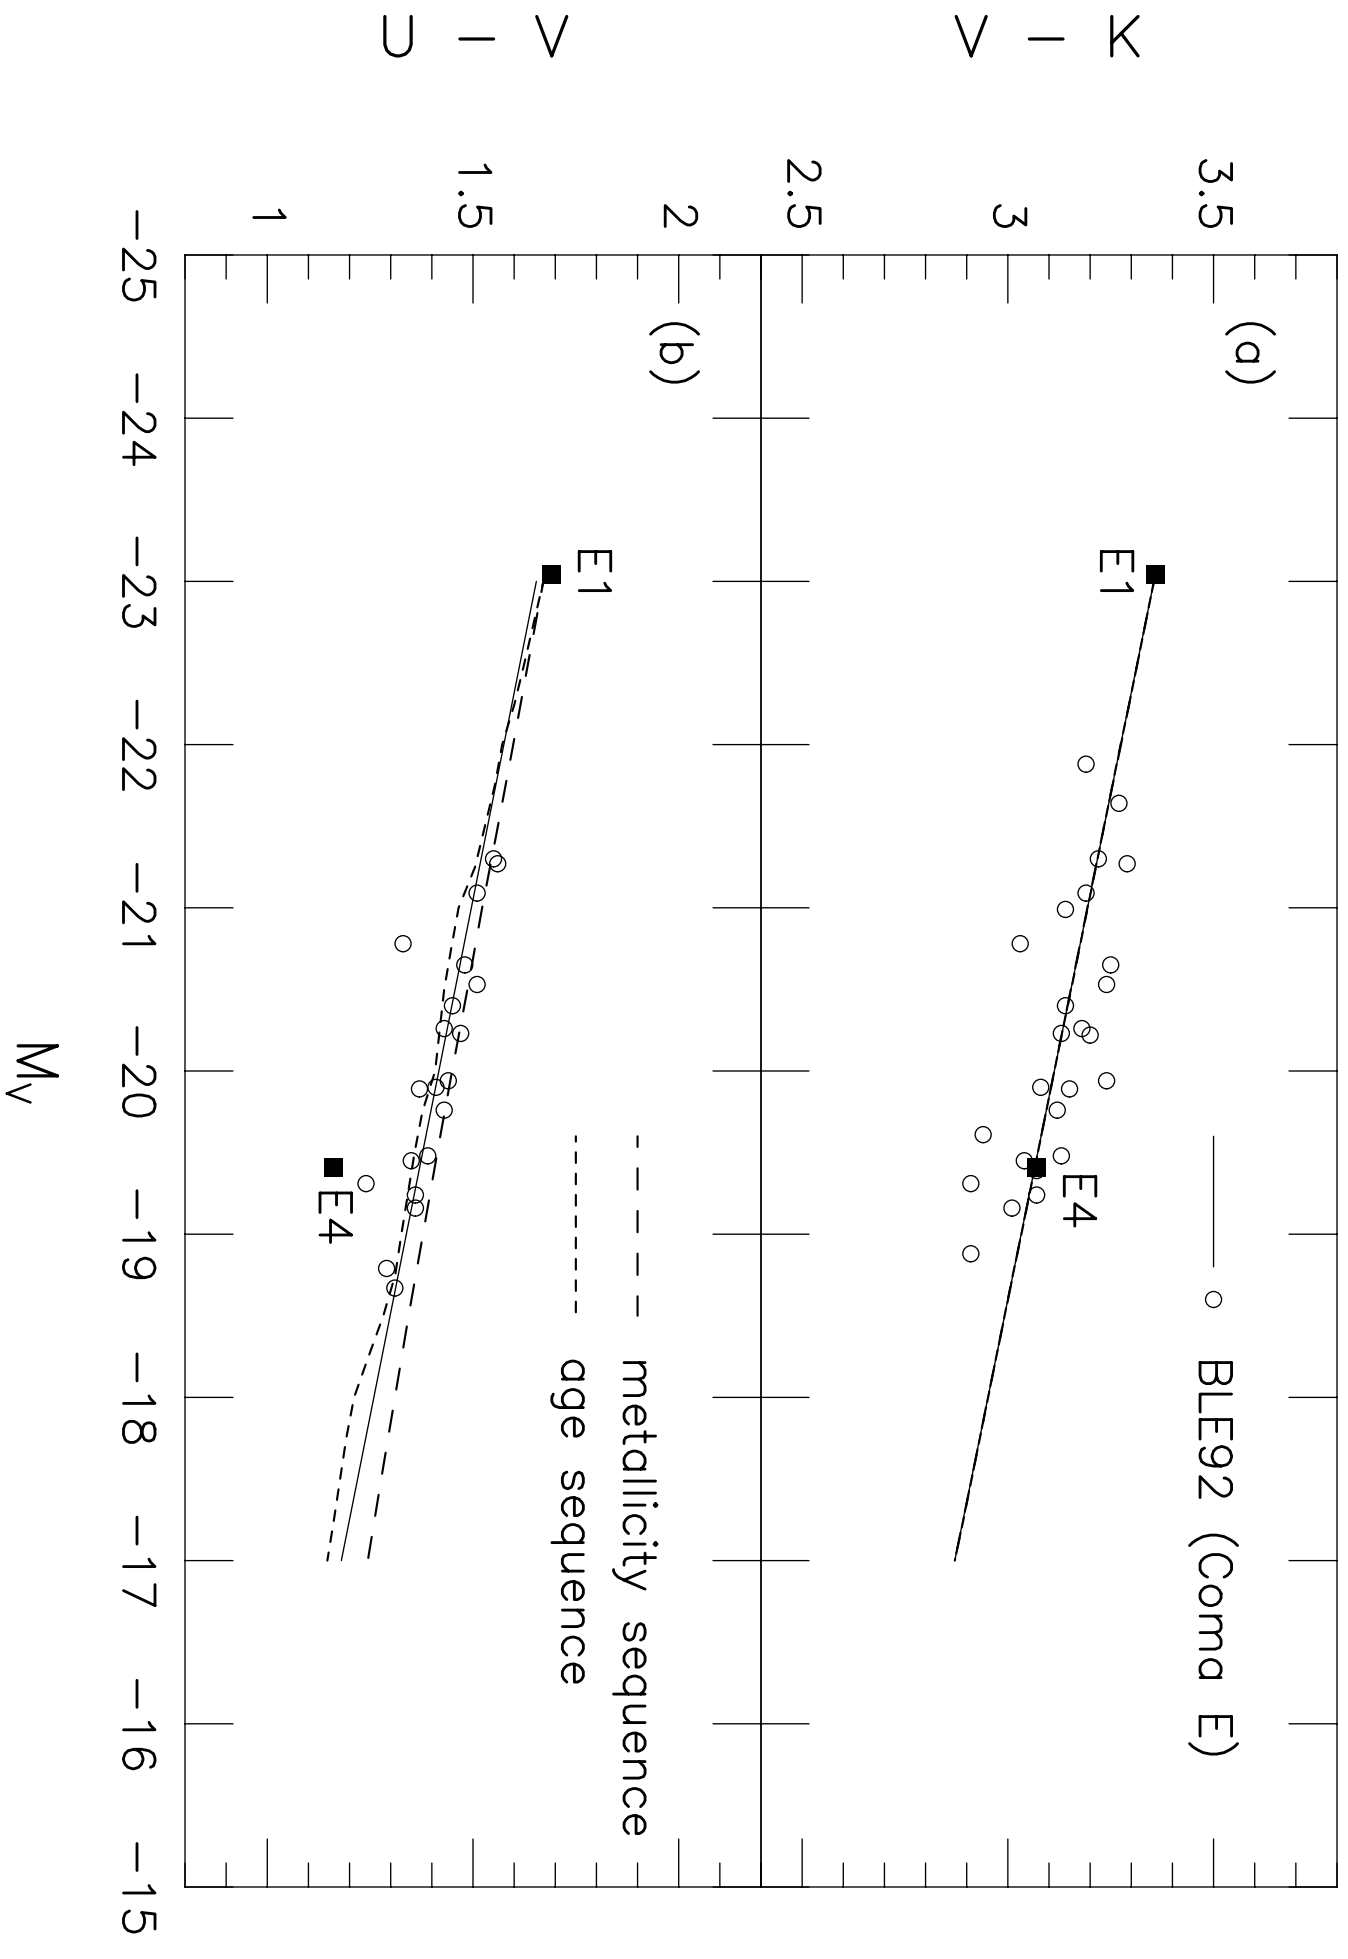 V − K
3.5
3
2.5
(a)
E1
E4
BLE92 (Coma E)
U − V
2
1.5
1
(b)
E1
E4
metallicity sequence
age sequence
−25 −24 −23 −22 −21 −20 −19 −18 −17 −16 −15
MV